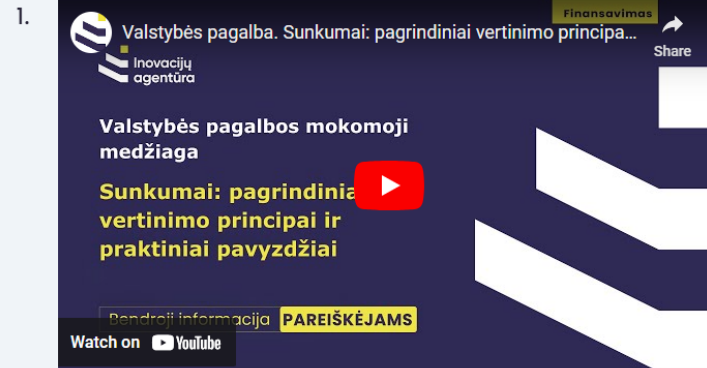 1.
Finansavimas
Valstybės pagalba. Sunkumai: pagrindiniai vertinimo principa...
Share
Inovacijų
agentūra
Valstybės pagalbos mokomoji
medžiaga
Sunkumai: pagrindinia
vertinimo principai ir
praktiniai pavyzdžiai
Bendroji informacija PAREIŠKĖJAMS
Watch on YouTube